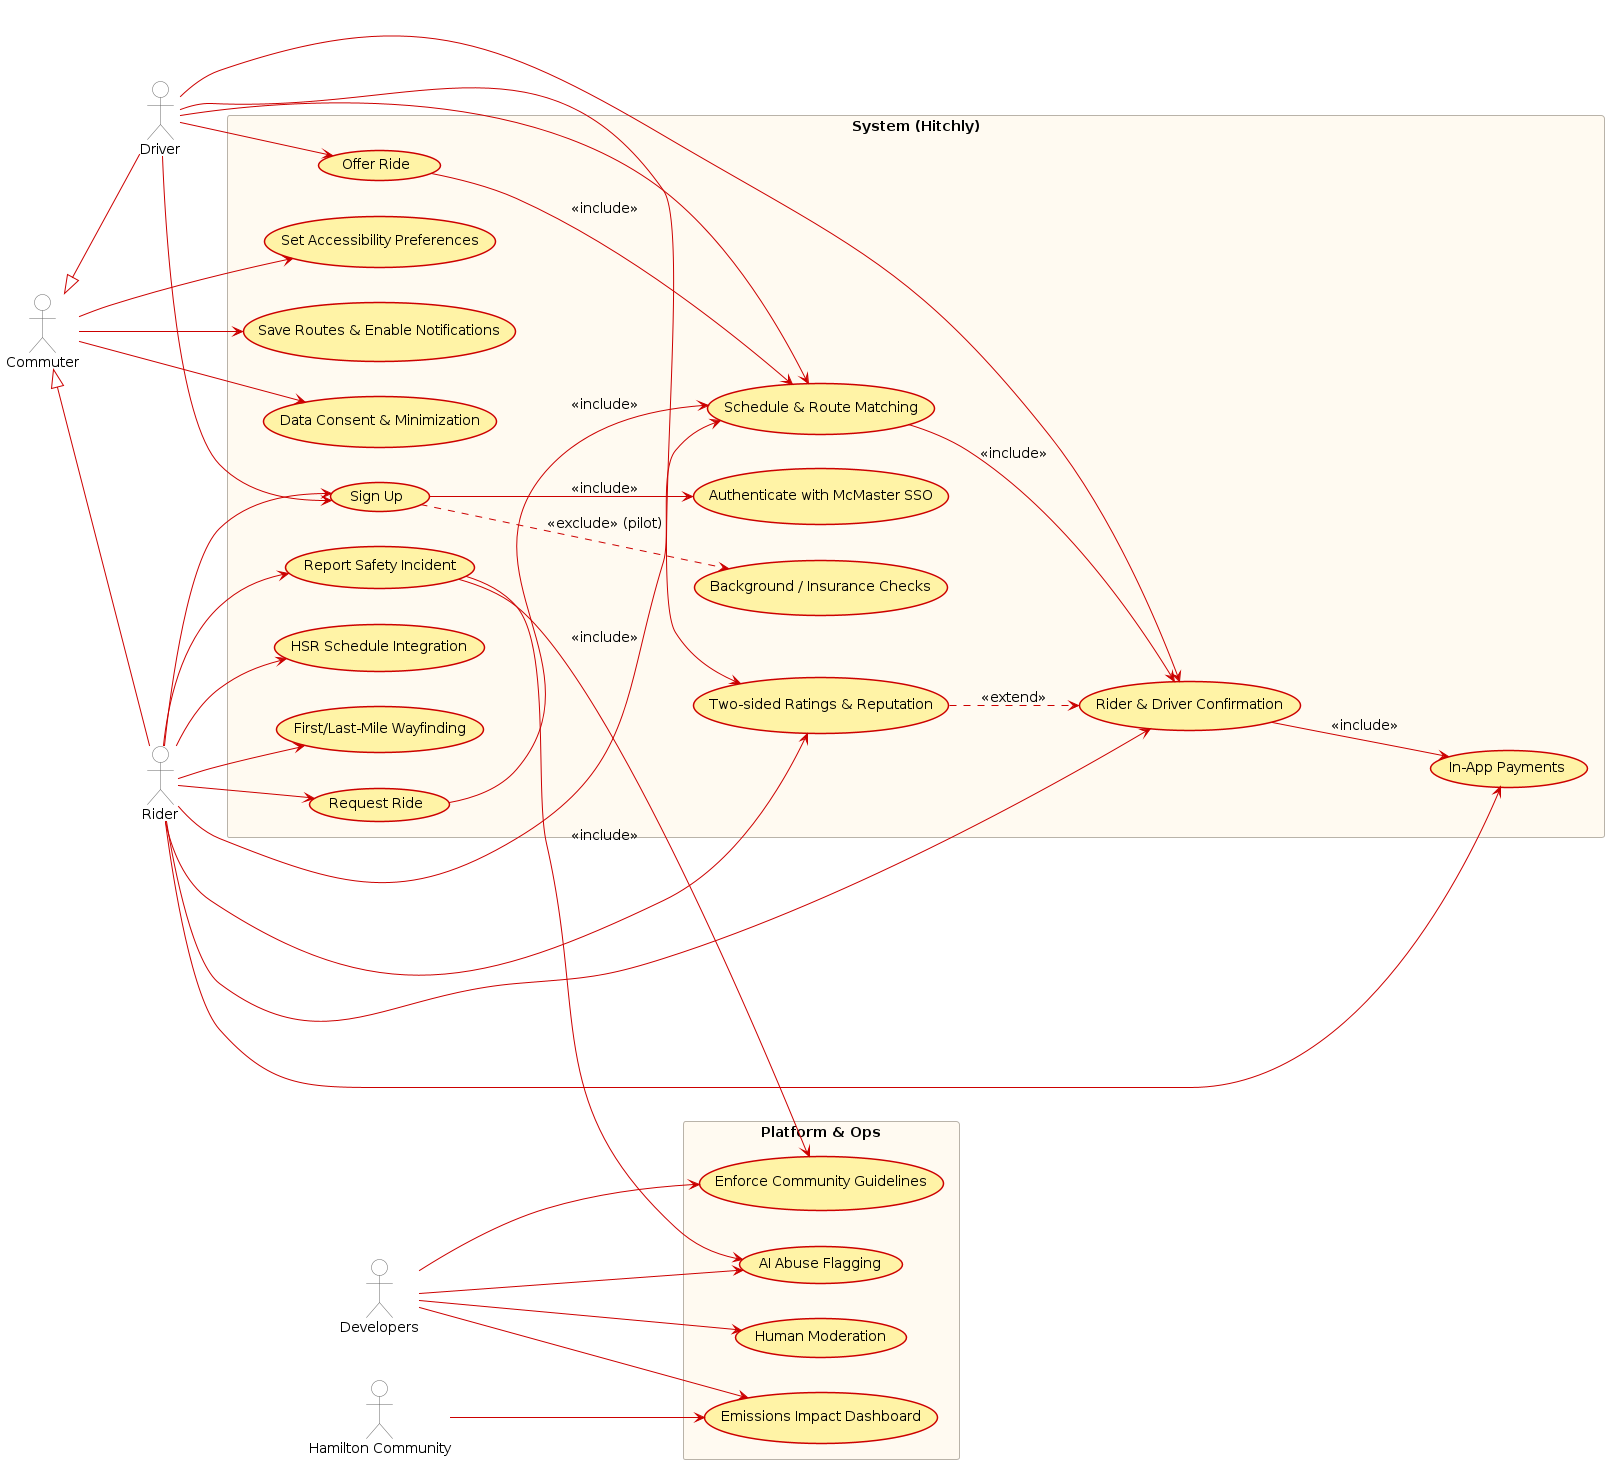 Driver
System (Hitchly)
Offer Ride
«include»
Set Accessibility Preferences
Save Routes & Enable Notifications
Commuter
«include»
Schedule & Route Matching
Data Consent & Minimization
«include»
Sign Up
«include»
Authenticate with McMaster SSO
«exclude» (pilot)
Report Safety Incident
Background / Insurance Checks
«include»
HSR Schedule Integration
Two-sided Ratings & Reputation
«extend»
Rider & Driver Confirmation
«include»
First/Last-Mile Wayfinding
In-App Payments
Request Ride
Rider
«include»
Platform & Ops
Enforce Community Guidelines
AI Abuse Flagging
Developers
Human Moderation
Emissions Impact Dashboard
Hamilton Community